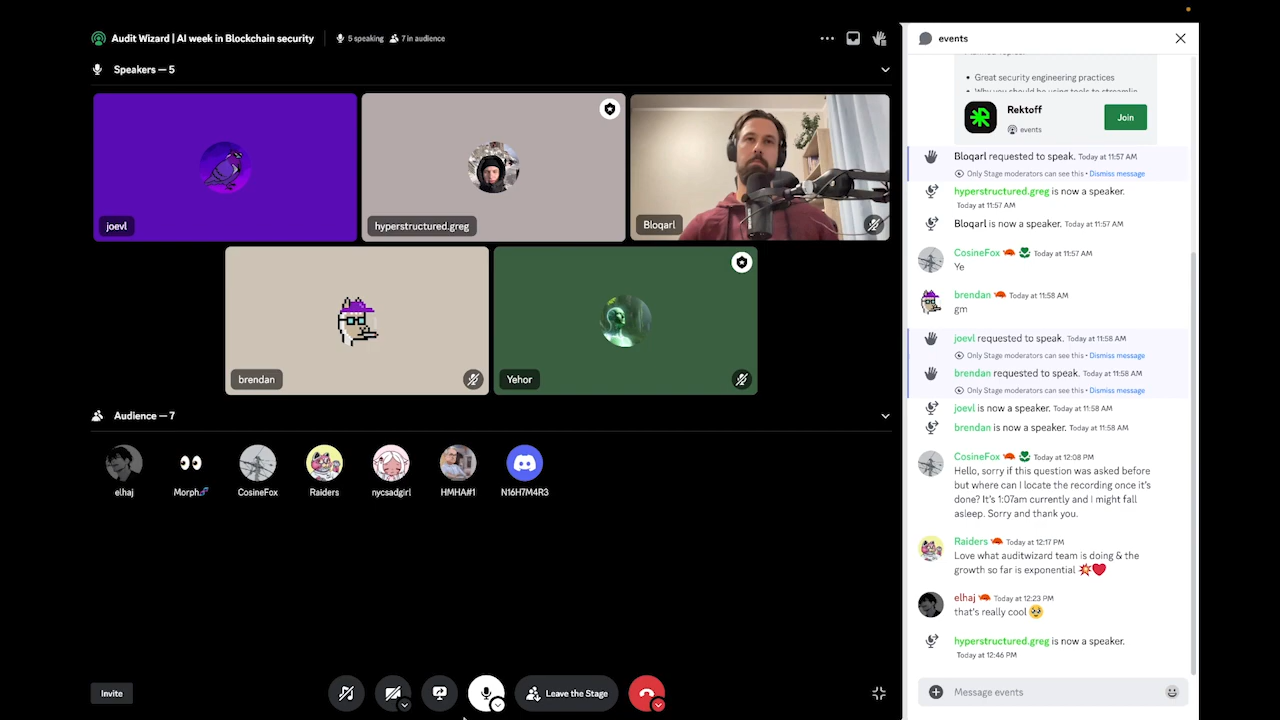 Audit Wizard | AI week in Blockchain security
5 speaking
7 in audience
Speakers — 5
joevl
hyperstructured.greg
Bloqarl
brendan
Yehor
Audience — 7
elhaj
Morph
CosineFox
Raiders
nycsadgirl
HMHA#1
N16H7M4R3
Invite
Leave the Stage
events
• Great security engineering practices
• Why you should be using tools to streamlin
Rektoff
events
Join
Bloqarl requested to speak. Today at 11:57 AM
Only Stage moderators can see this • Dismiss message
hyperstructured.greg is now a speaker.
Today at 11:57 AM
Bloqarl is now a speaker. Today at 11:57 AM
CosineFox Today at 11:57 AM
Ye
brendan Today at 11:58 AM
gm
joevl requested to speak. Today at 11:58 AM
Only Stage moderators can see this • Dismiss message
brendan requested to speak. Today at 11:58 AM
Only Stage moderators can see this • Dismiss message
joevl is now a speaker. Today at 11:58 AM
brendan is now a speaker. Today at 11:58 AM
CosineFox Today at 12:08 PM
Hello, sorry if this question was asked before
but where can I locate the recording once it's
done? It's 1:07am currently and I might fall
asleep. Sorry and thank you.
Raiders Today at 12:17 PM
Love what auditwizard team is doing & the
growth so far is exponential 💥❤️
elhaj Today at 12:23 PM
that's really cool 🥹
hyperstructured.greg is now a speaker.
Today at 12:46 PM
Message events